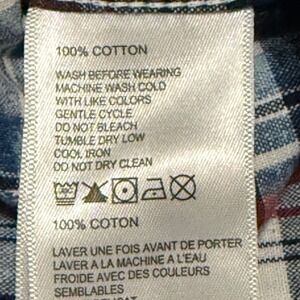 100% COTTON
WASH BEFORE WEARING
MACHINE WASH COLD
WITH LIKE COLORS
GENTLE CYCLE
DO NOT BLEACH
TUMBLE DRY LOW
COOL IRON
DO NOT DRY CLEAN
100% COTON
LAVER UNE FOIS AVANT DE PORTER
LAVER A LA MACHINE A L'EAU
FROIDE AVEC DES COULEURS
SEMBLABLES